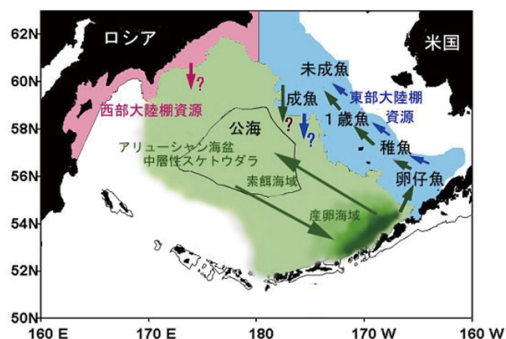 62N
60N
58N
56N
54N
52N
50N
160 E
170 E
180
170 W
160 W
ロシア
米国
西部大陸棚資源
?
成魚
?
?
未成魚
東部大陸棚
資源
1歳魚
稚魚
卵仔魚
公海
アリューシャン海盆
中層性スケトウダラ
索餌海域
産卵海域